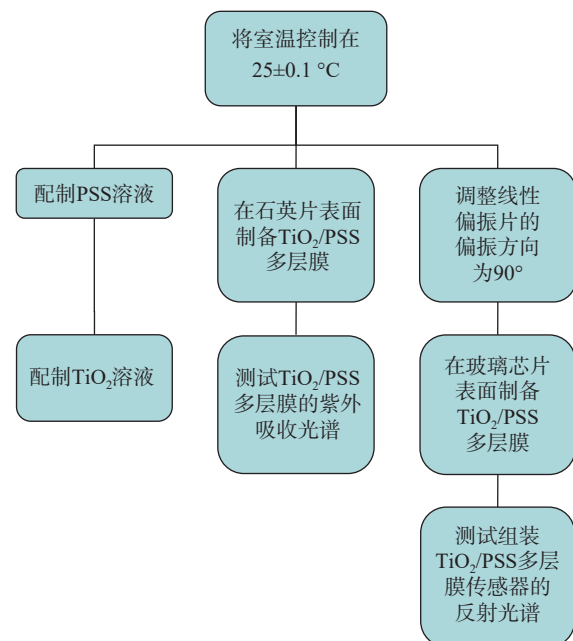 将室温控制在
25±0.1 °C
配制PSS溶液
配制TiO₂溶液
在石英片表面
制备TiO₂/PSS
多层膜
测试TiO₂/PSS
多层膜的紫外
吸收光谱
调整线性
偏振片的
偏振方向
为90°
在玻璃芯片
表面制备
TiO₂/PSS
多层膜
测试组装
TiO₂/PSS多层
膜传感器的
反射光谱